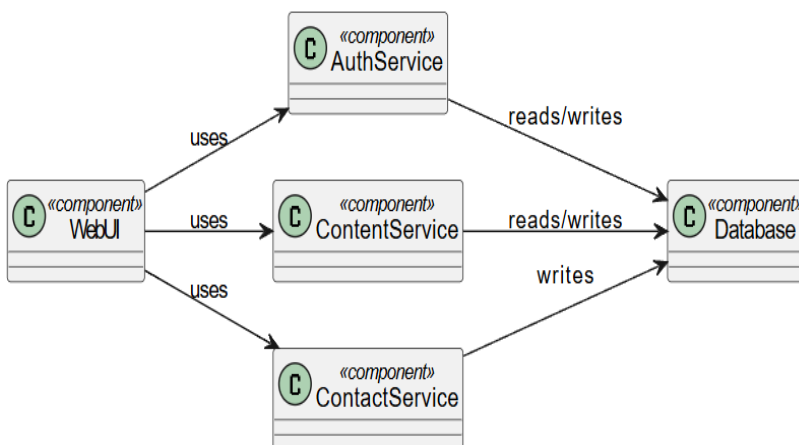 C «component»
AuthService
uses
reads/writes
C «component»
WebUI
uses
C «component»
ContentService
reads/writes
C «component»
Database
uses
writes
C «component»
ContactService